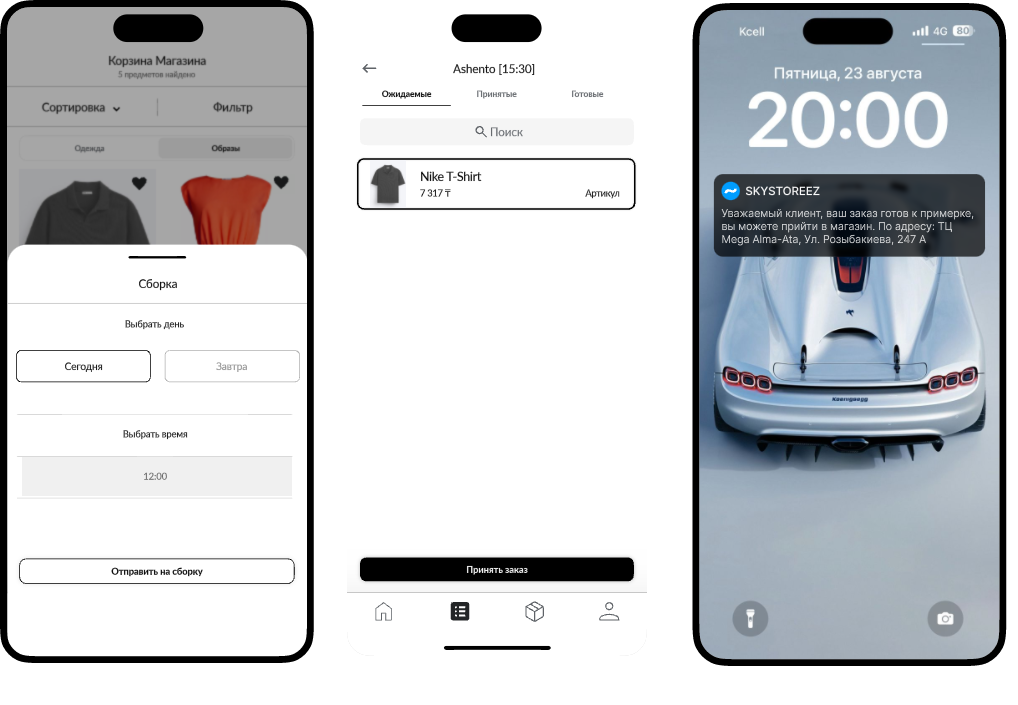 Корзина Магазина
5 предметов найдено
Сортировка
Фильтр
Одежда
Образы
Сборка
Выбрать день
Сегодня
Завтра
Выбрать время
12:00
Отправить на сборку
Ashento [15:30]
Ожидаемые
Принятые
Готовые
Поиск
Nike T-Shirt
7 317 ₸
Артикул
Принять заказ
Kcell
4G
80
Пятница, 23 августа
20:00
SKYSTOREEZ
Уважаемый клиент, ваш заказ готов к примерке,
вы можете прийти в магазин. По адресу: ТЦ
Mega Alma-Ata, Ул. Розыбакиева, 247 А
Koenigsegg